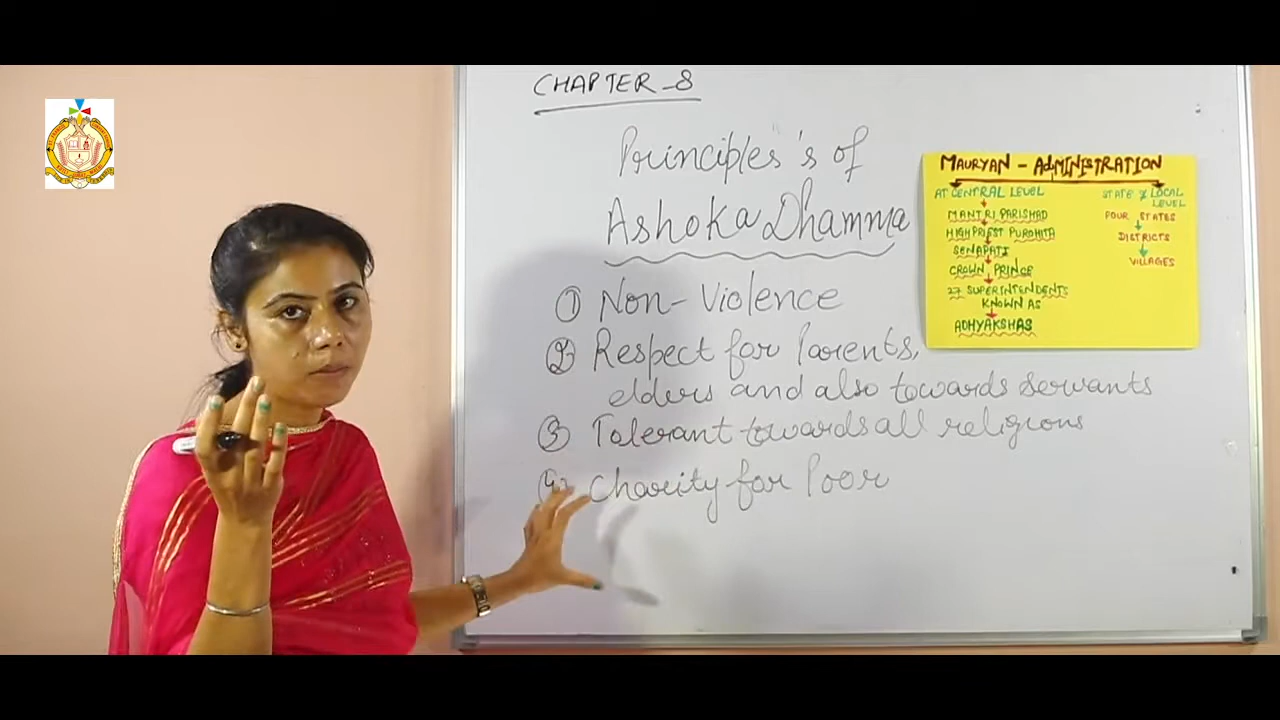 CHAPTER-8
Principles's of
Ashoka Dhamma
① Non-Violence
② Respect for Parents,
elders and also towards servants
③ Tolerant towards all religions
④ Charity for Poor
MAURYAN - AdMINISTRATION
AT CENTRAL LEVEL
MANTRI PARISHAD
HIGH PRIEST PUROHITA
SENAPATI
CROWN PRINCE
27 SUPERINTENDENTS
KNOWN AS
ADHYAKSHAS
STATE & LOCAL
LEVEL
FOUR STATES
DISTRICTS
VILLAGES